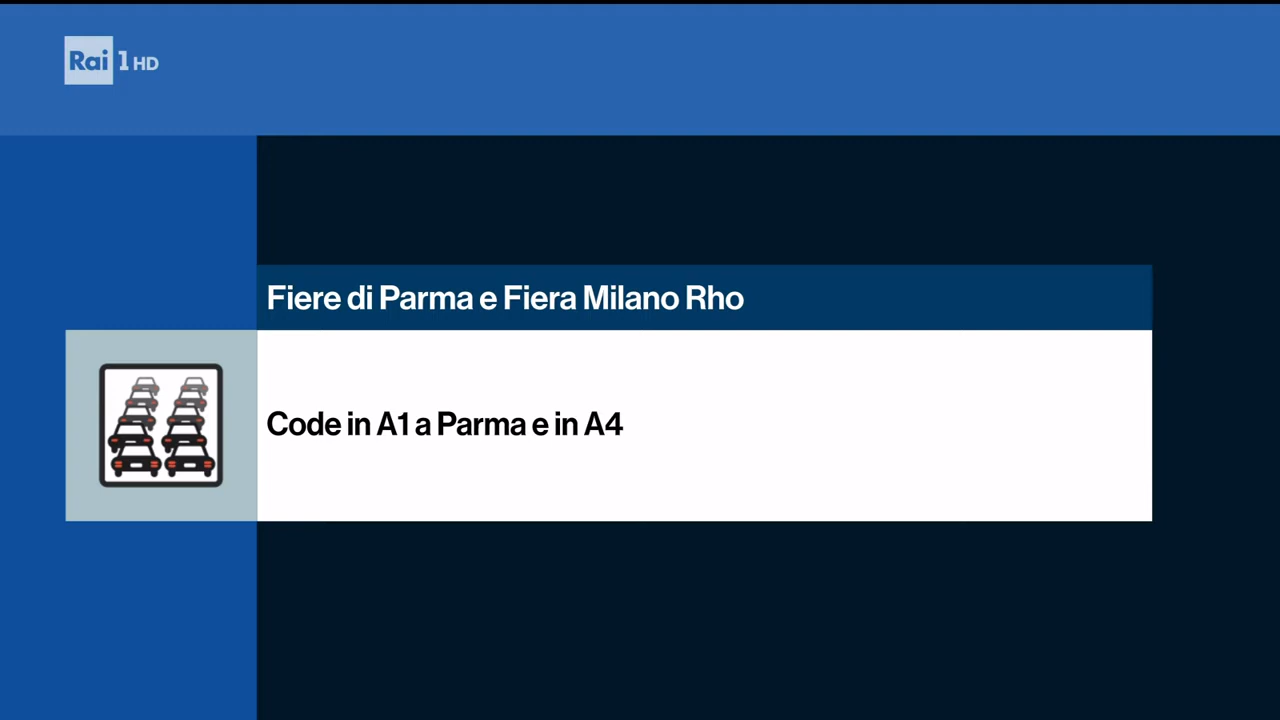 Rai 1 HD
Fiere di Parma e Fiera Milano Rho
Code in A1 a Parma e in A4